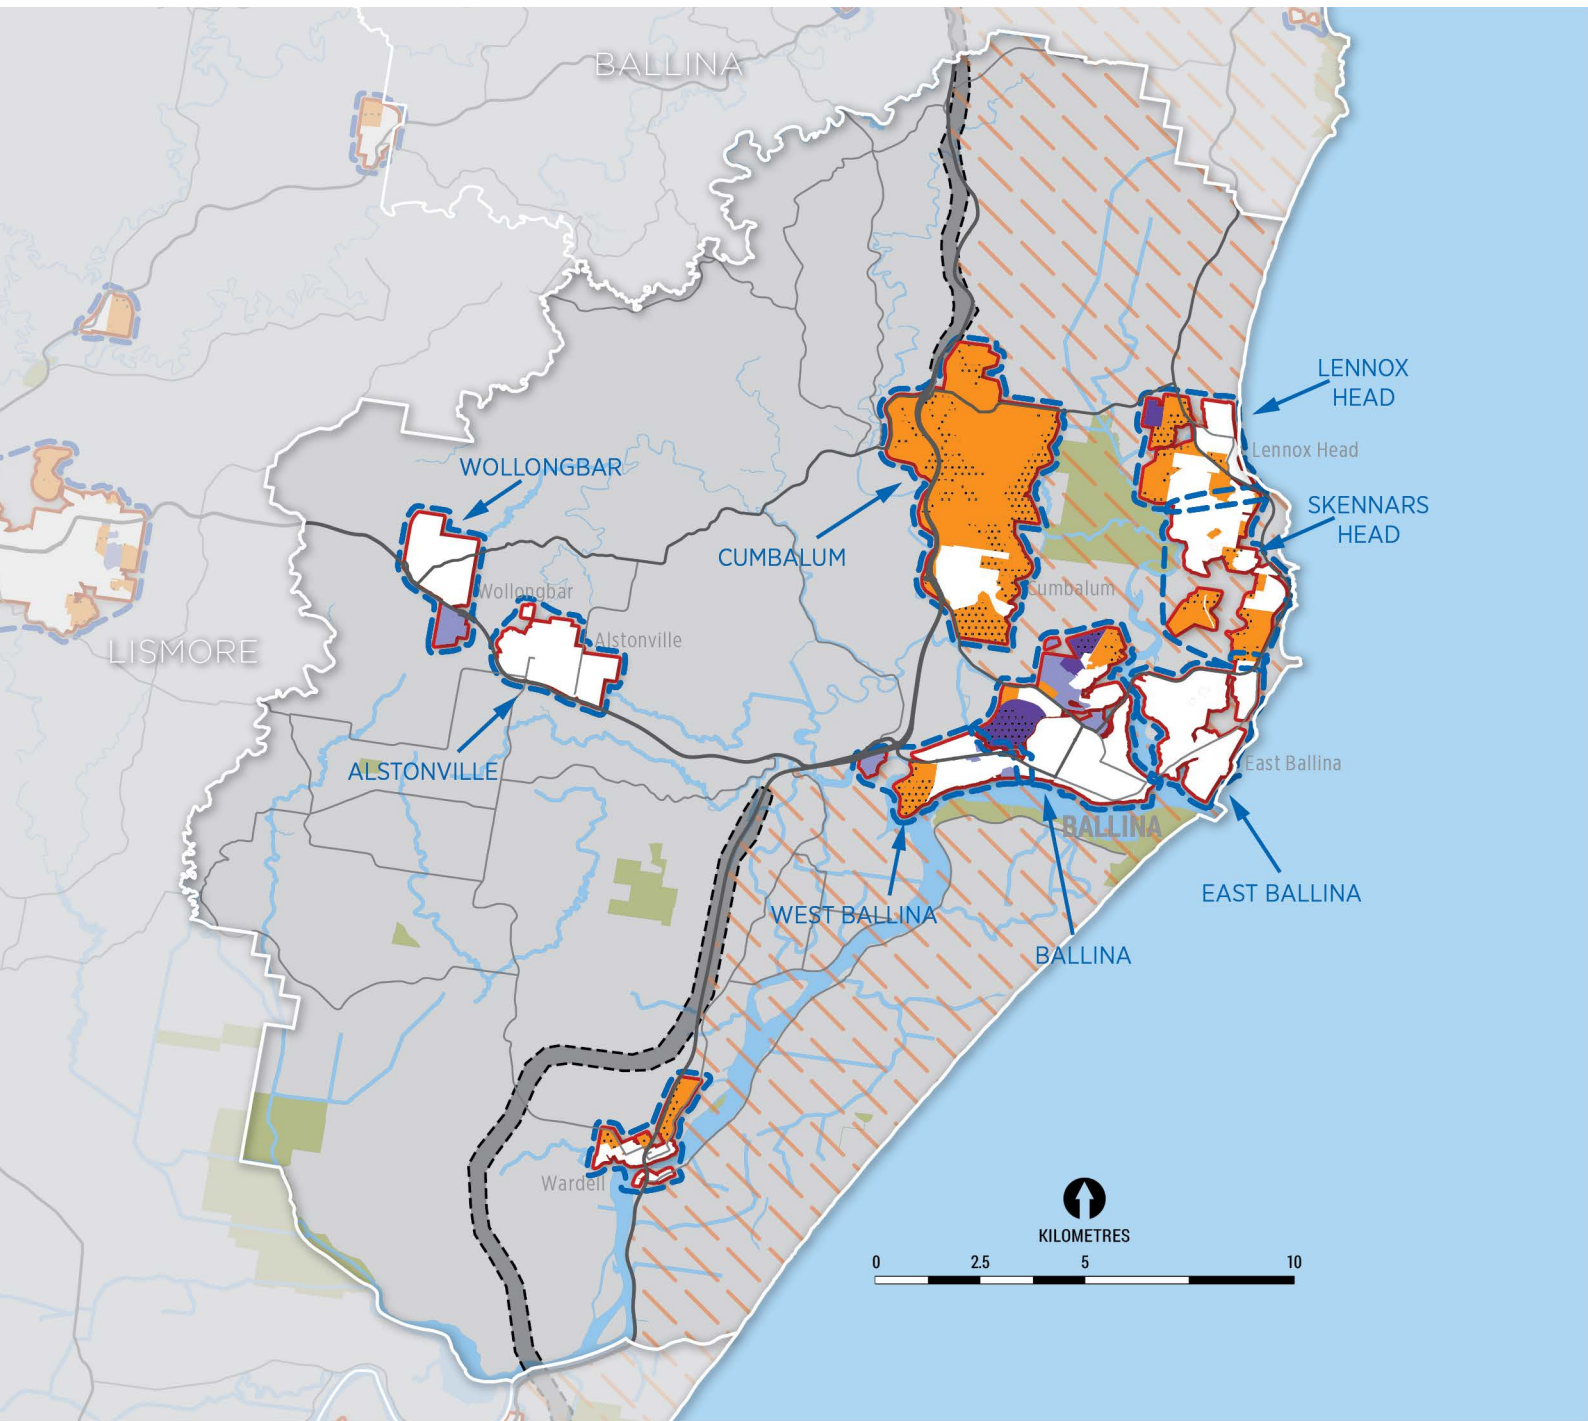 BALLINA
LENNOX
HEAD
Lennox Head
WOLLONGBAR
SKENNARS
HEAD
CUMBALUM
Wollongbar
Cumbalum
Alstonville
LISMORE
East Ballina
ALSTONVILLE
BALLINA
EAST BALLINA
WEST BALLINA
BALLINA
Wardell
KILOMETRES
0 2.5 5 10